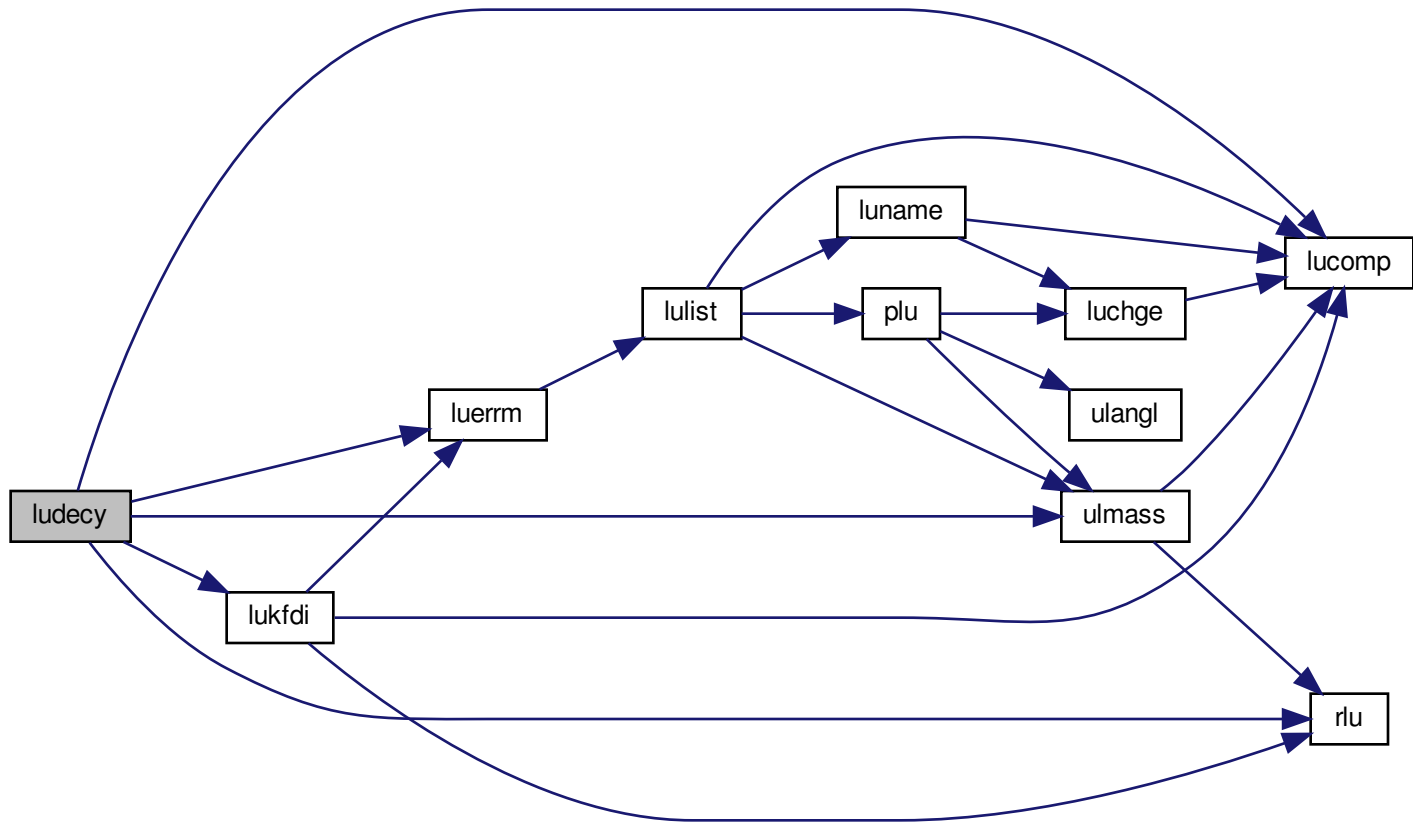 luname
lucomp
lulist
plu
luchge
luerrm
ulangl
ludecy
ulmass
lukfdi
rlu